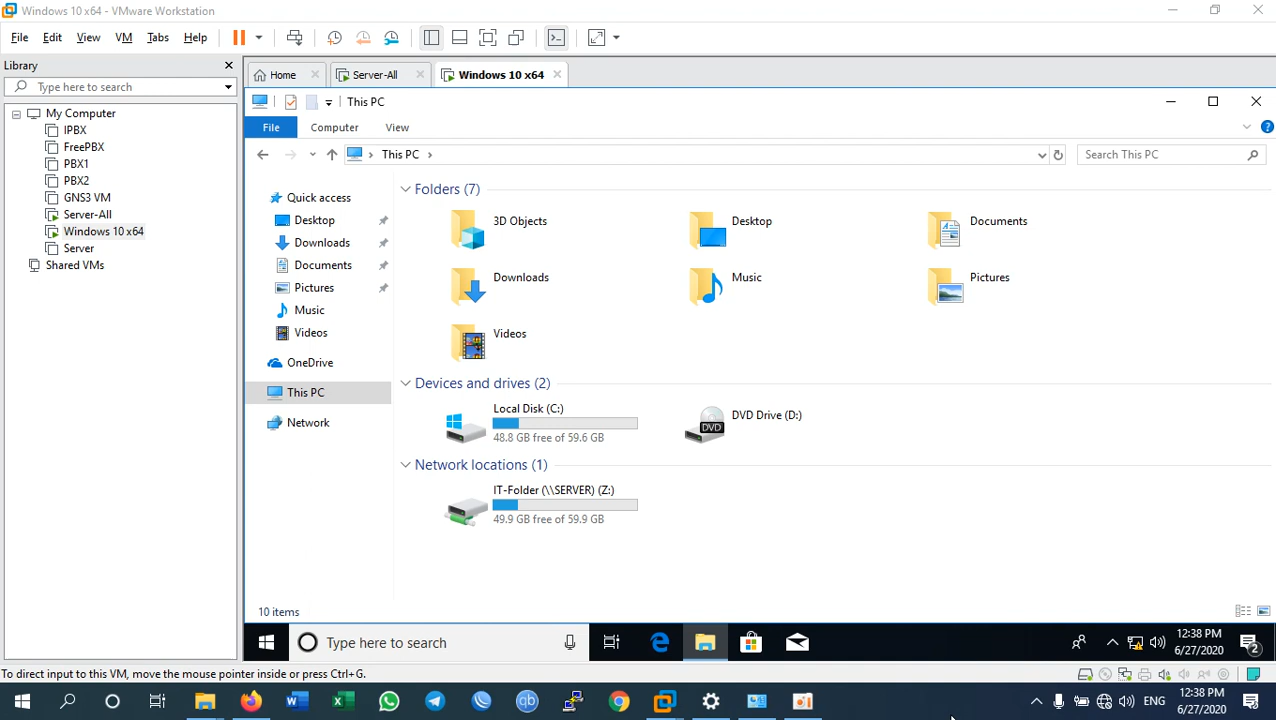 Windows 10 x64 - VMware Workstation
File Edit View VM Tabs Help
Library
Type here to search
My Computer
IPBX
FreePBX
PBX1
PBX2
GNS3 VM
Server-All
Windows 10 x64
Server
Shared VMs
Home Server-All Windows 10 x64
This PC
File Computer View
This PC
Search This PC
Quick access
Desktop
Downloads
Documents
Pictures
Music
Videos
OneDrive
This PC
Network
Folders (7)
3D Objects
Desktop
Documents
Downloads
Music
Pictures
Videos
Devices and drives (2)
Local Disk (C:)
48.8 GB free of 59.6 GB
DVD
DVD Drive (D:)
Network locations (1)
IT-Folder (\\SERVER) (Z:)
49.9 GB free of 59.9 GB
10 items
Type here to search
12:38 PM
6/27/2020
2
To direct input to this VM, move the mouse pointer inside or press Ctrl+G.
ENG
12:38 PM
6/27/2020